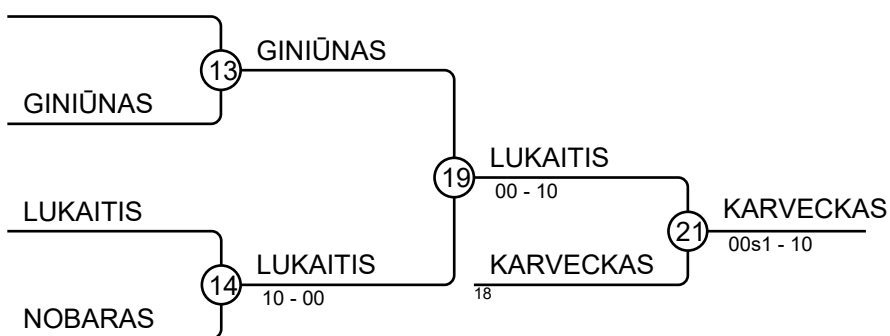 GINIŪNAS
13
GINIŪNAS
LUKAITIS
19
00 - 10
LUKAITIS
KARVECKAS
21
00s1 - 10
LUKAITIS
14
10 - 00
KARVECKAS
18
NOBARAS